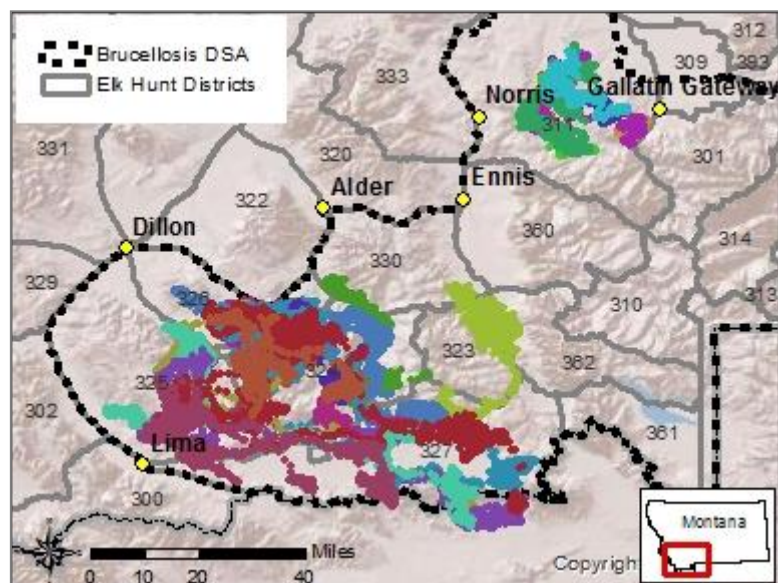 Brucellosis DSA
Elk Hunt Districts
312
309
393
333
Norris
Gallatin Gateway
311
301
331
320
322
Alder
Ennis
360
Dillon
330
314
329
326
310
313
323
362
325
302
361
327
Lima
300
Montana
Miles
0 10 20 40
Copyright